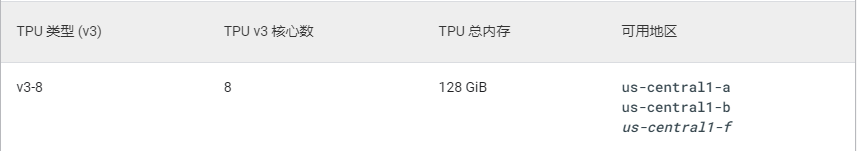 TPU 类型 (v3) TPU v3 核心数 TPU 总内存 可用地区
v3-8 8 128 GiB us-central1-a
us-central1-b
us-central1-f